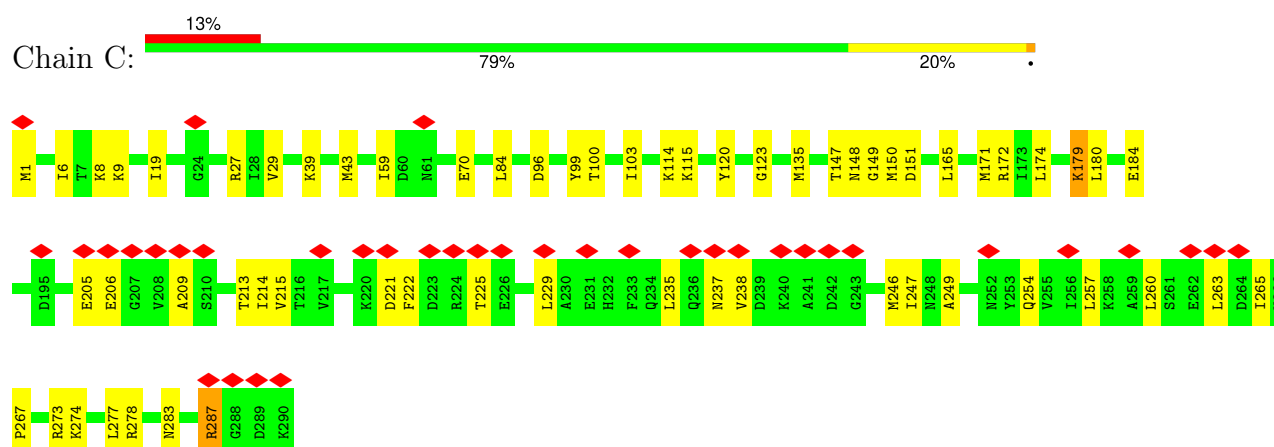 13%
Chain C:
79% 20% •
M1 I6 T7 K8 K9 I19 G24 R27 I28 V29 K39 M43 I59 D60 N61 E70 L84 D96 Y99 T100 I103 K114 K115 Y120 G123 M135 T147 N148 G149 M150 D151 L165 M171 R172 I173 L174 K179 L180 E184
D195 E205 E206 G207 V208 A209 S210 T213 I214 V215 T216 V217 K220 D221 F222 D223 R224 T225 E226 L229 A230 E231 H232 F233 Q234 L235 Q236 N237 V238 D239 K240 A241 D242 G243 M246 I247 N248 A249 N252 Y253 Q254 V255 I256 L257 K258 A259 L260 S261 E262 L263 D264 I265
P267 R273 K274 L277 R278 N283 R287 G288 D289 K290